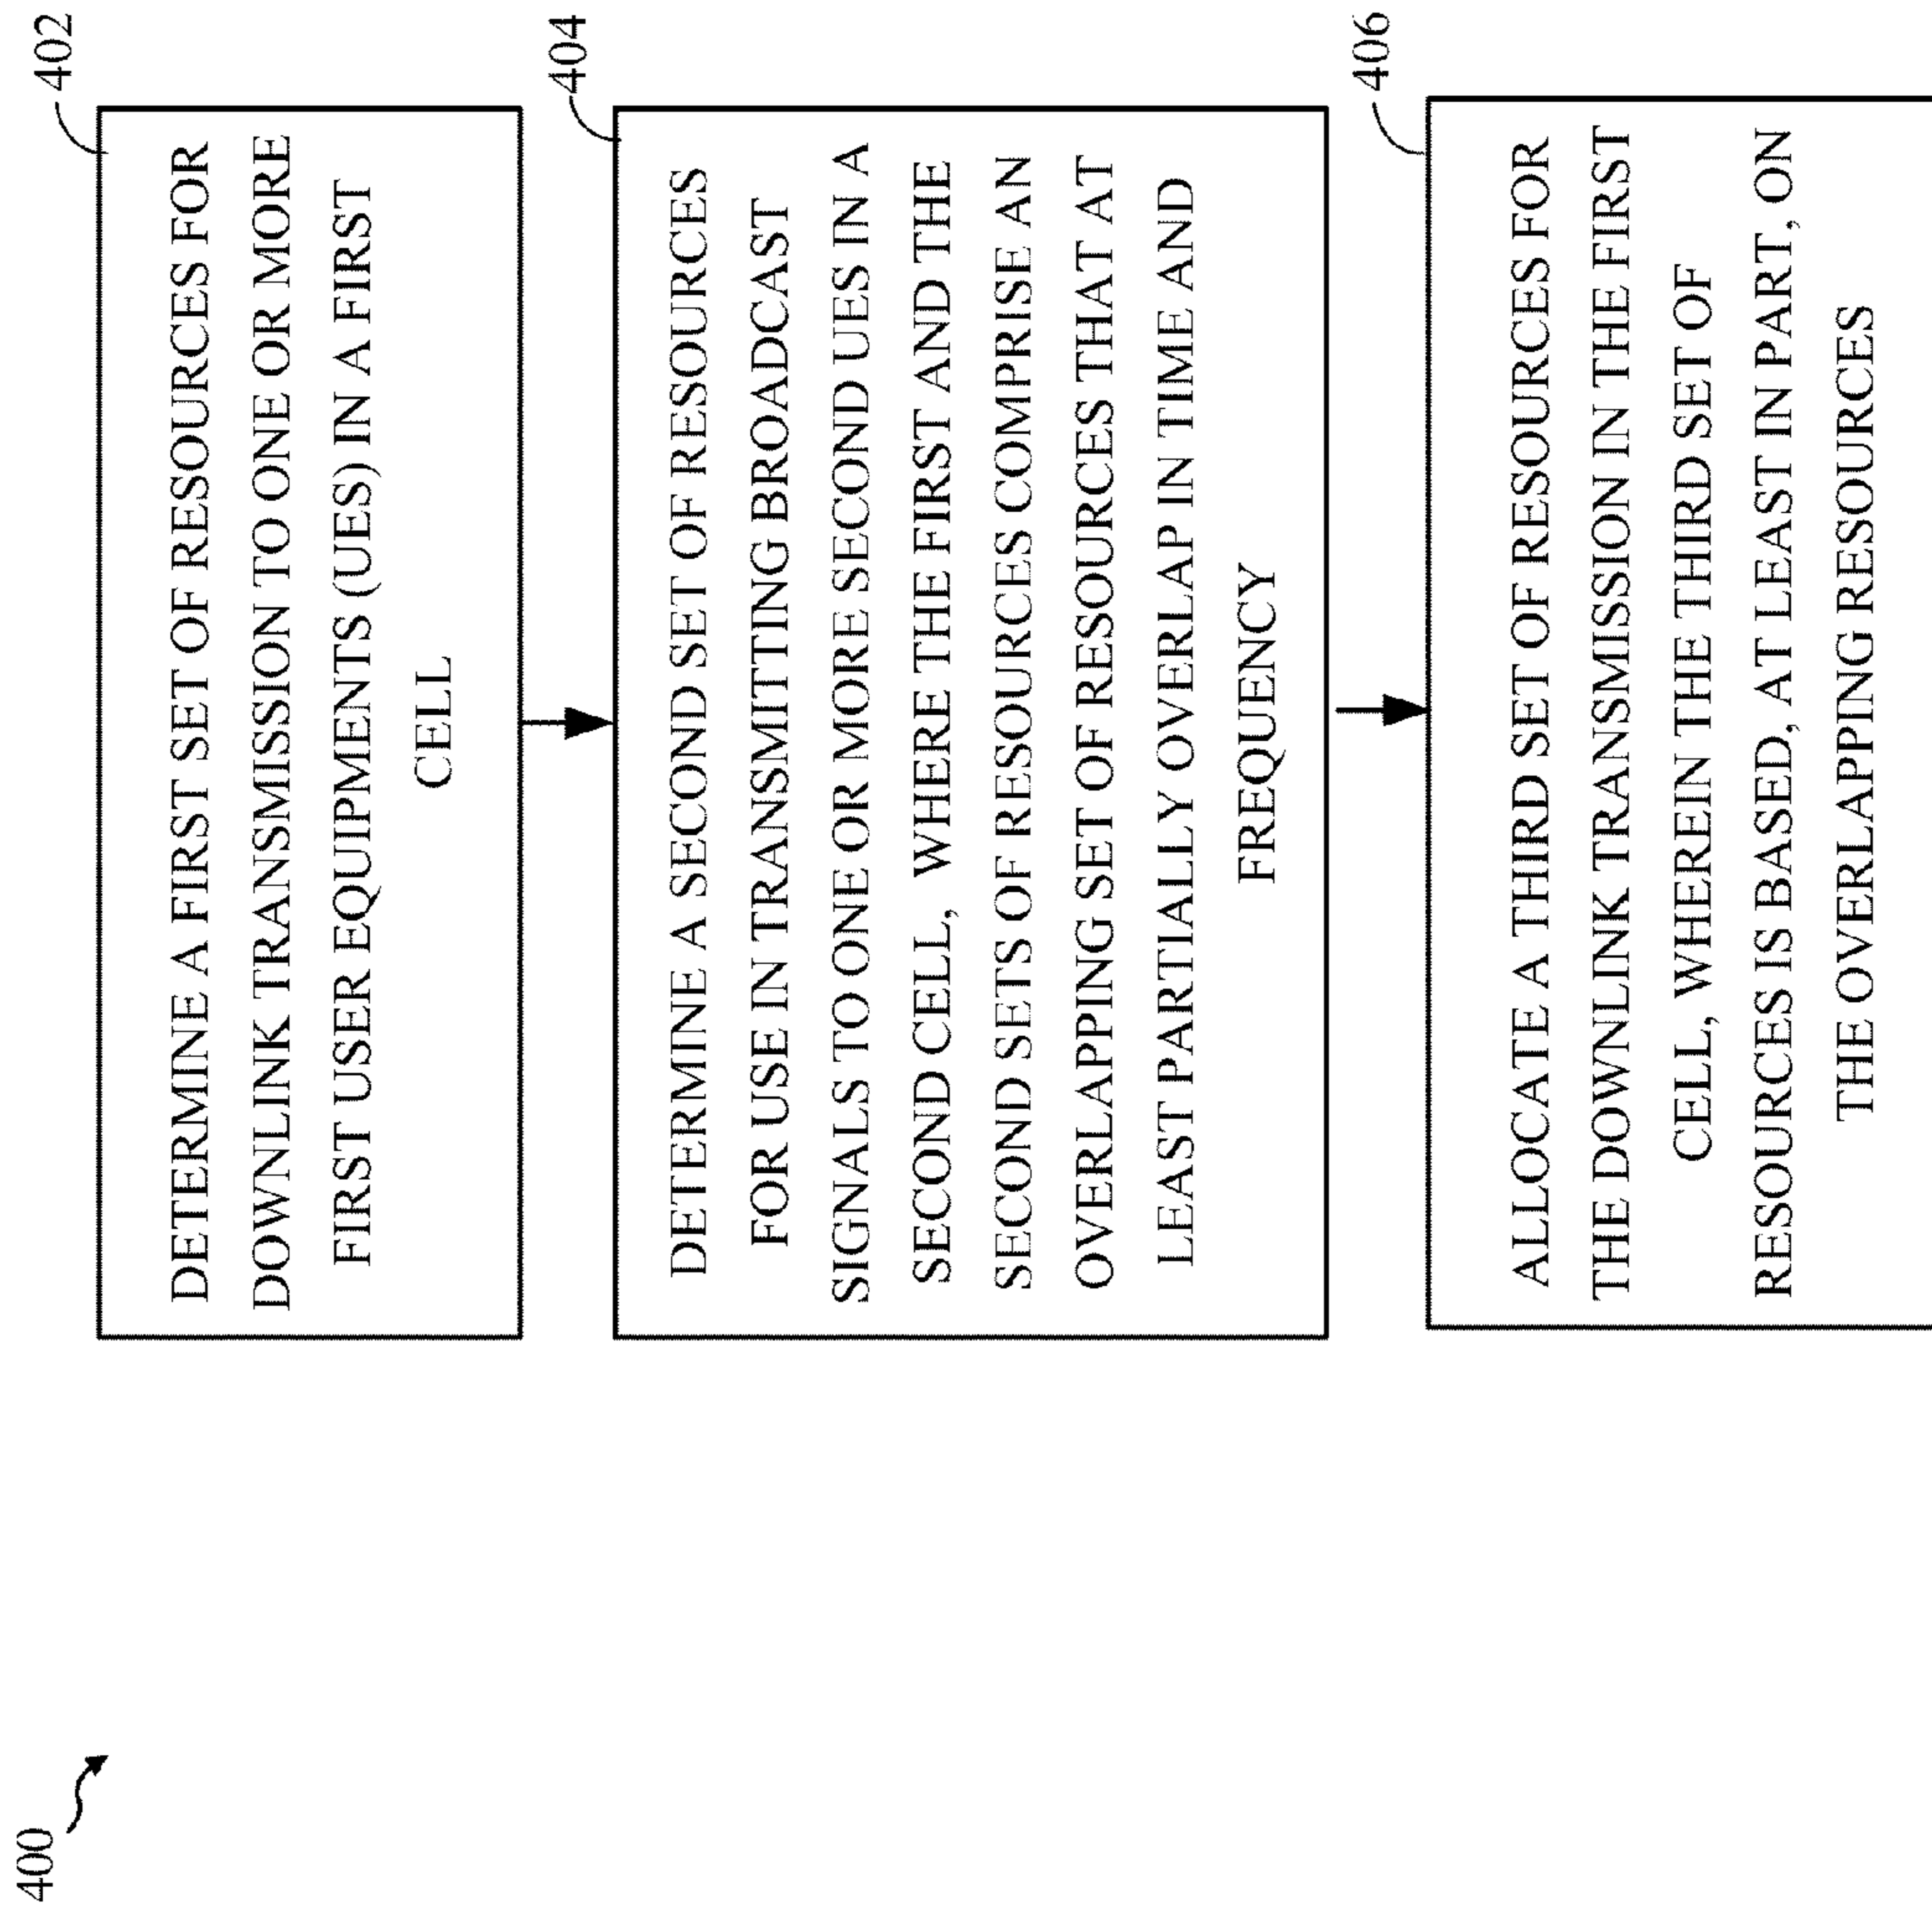 400
402
DETERMINE A FIRST SET OF RESOURCES FOR
DOWNLINK TRANSMISSION TO ONE OR MORE
FIRST USER EQUIPMENTS (UES) IN A FIRST
CELL
404
DETERMINE A SECOND SET OF RESOURCES
FOR USE IN TRANSMITTING BROADCAST
SIGNALS TO ONE OR MORE SECOND UES IN A
SECOND CELL, WHERE THE FIRST AND THE
SECOND SETS OF RESOURCES COMPRISE AN
OVERLAPPING SET OF RESOURCES THAT AT
LEAST PARTIALLY OVERLAP IN TIME AND
FREQUENCY
406
ALLOCATE A THIRD SET OF RESOURCES FOR
THE DOWNLINK TRANSMISSION IN THE FIRST
CELL, WHEREIN THE THIRD SET OF
RESOURCES IS BASED, AT LEAST IN PART, ON
THE OVERLAPPING RESOURCES